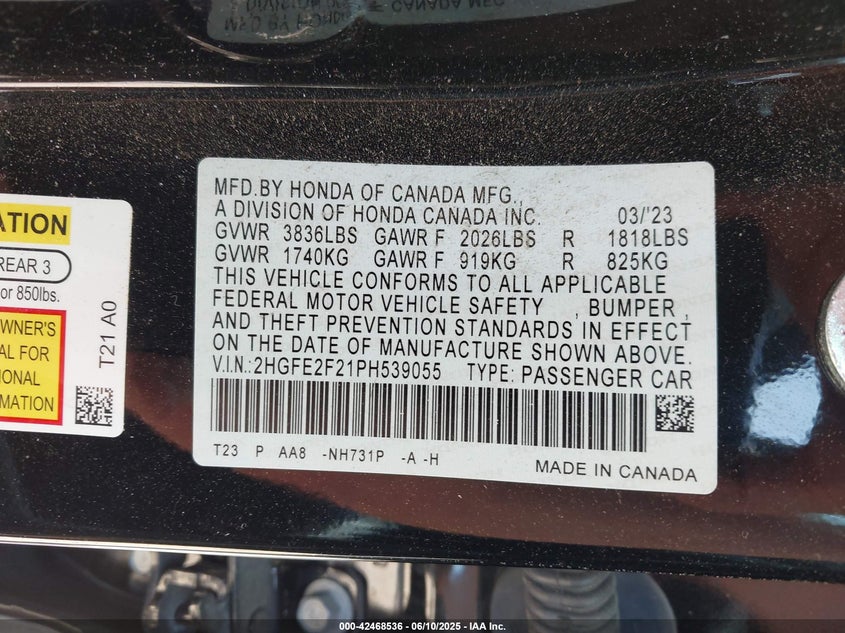 MFD.BY HONDA OF CANADA MFG.,
A DIVISION OF HONDA CANADA INC. 03/'23
GVWR 3836LBS GAWR F 2026LBS R 1818LBS
GVWR 1740KG GAWR F 919KG R 825KG
THIS VEHICLE CONFORMS TO ALL APPLICABLE
FEDERAL MOTOR VEHICLE SAFETY , BUMPER ,
AND THEFT PREVENTION STANDARDS IN EFFECT
ON THE DATE OF MANUFACTURE SHOWN ABOVE.
V.I.N.:2HGFE2F21PH539055 TYPE: PASSENGER CAR
T23 P AA8 -NH731P -A -H
MADE IN CANADA
ATION
REAR 3
or 850lbs.
WNER'S
AL FOR
IONAL
RMATION
T21 A0
000-42468536 - 06/10/2025 - IAA Inc.